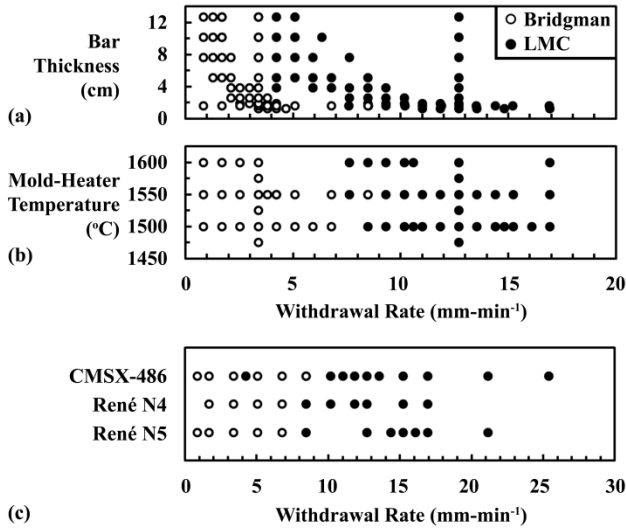 12
8
4
0
Bar
Thickness
(cm)
(a)
Bridgman
LMC
1600
1550
1500
1450
Mold-Heater
Temperature
(°C)
(b)
0 5 10 15 20
Withdrawal Rate (mm-min⁻¹)
CMSX-486
René N4
René N5
0 5 10 15 20 25 30
(c) Withdrawal Rate (mm-min⁻¹)